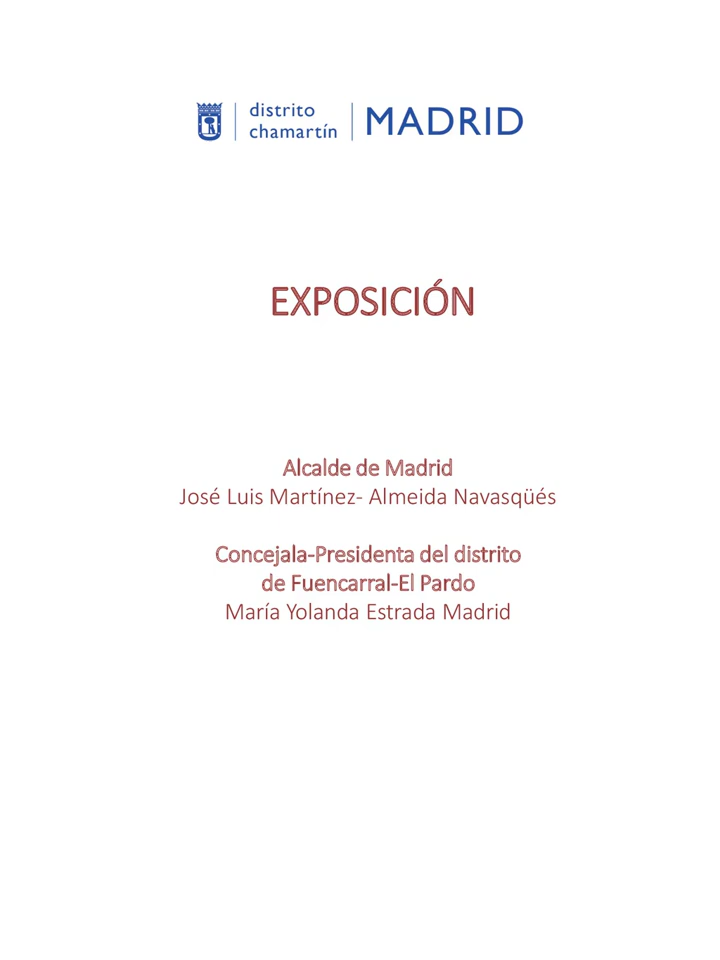 distrito
chamartín
MADRID
EXPOSICIÓN
Alcalde de Madrid
José Luis Martínez- Almeida Navasqüés
Concejala-Presidenta del distrito
de Fuencarral-El Pardo
María Yolanda Estrada Madrid